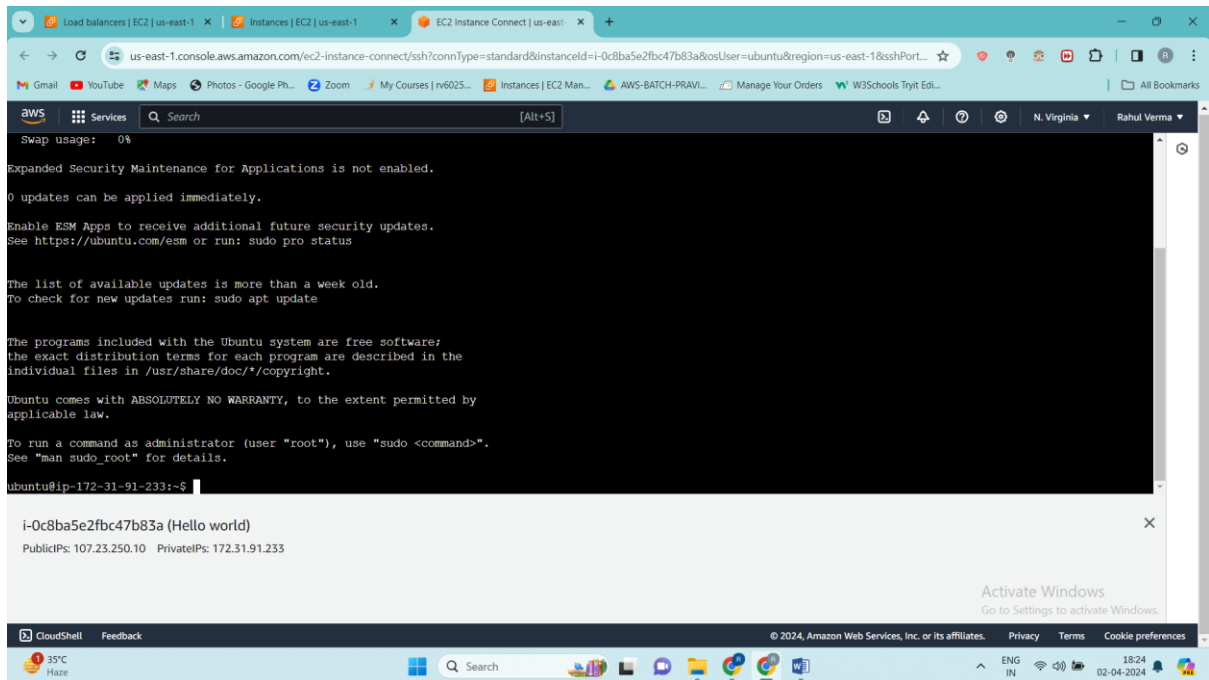 Load balancers | EC2 | us-east-1
Instances | EC2 | us-east-1
EC2 Instance Connect | us-east-
us-east-1.console.aws.amazon.com/ec2-instance-connect/ssh?connType=standard&instanceId=i-0c8ba5e2fbc47b83a&osUser=ubuntu&region=us-east-1&sshPort...
Gmail YouTube Maps Photos - Google Ph... Zoom My Courses | rv6025... Instances | EC2 Man... AWS-BATCH-PRAVI... Manage Your Orders W3Schools Tryit Edi... All Bookmarks
aws Services Search [Alt+S] N. Virginia Rahul Verma
Swap usage: 0%
Expanded Security Maintenance for Applications is not enabled.
0 updates can be applied immediately.
Enable ESM Apps to receive additional future security updates.
See https://ubuntu.com/esm or run: sudo pro status
The list of available updates is more than a week old.
To check for new updates run: sudo apt update
The programs included with the Ubuntu system are free software;
the exact distribution terms for each program are described in the
individual files in /usr/share/doc/*/copyright.
Ubuntu comes with ABSOLUTELY NO WARRANTY, to the extent permitted by
applicable law.
To run a command as administrator (user "root"), use "sudo <command>".
See "man sudo_root" for details.
ubuntu@ip-172-31-91-233:~$
i-0c8ba5e2fbc47b83a (Hello world)
PublicIPs: 107.23.250.10 PrivateIPs: 172.31.91.233
Activate Windows
Go to Settings to activate Windows.
CloudShell Feedback © 2024, Amazon Web Services, Inc. or its affiliates. Privacy Terms Cookie preferences
1 35°C
Haze
Search
ENG
IN
18:24
02-04-2024